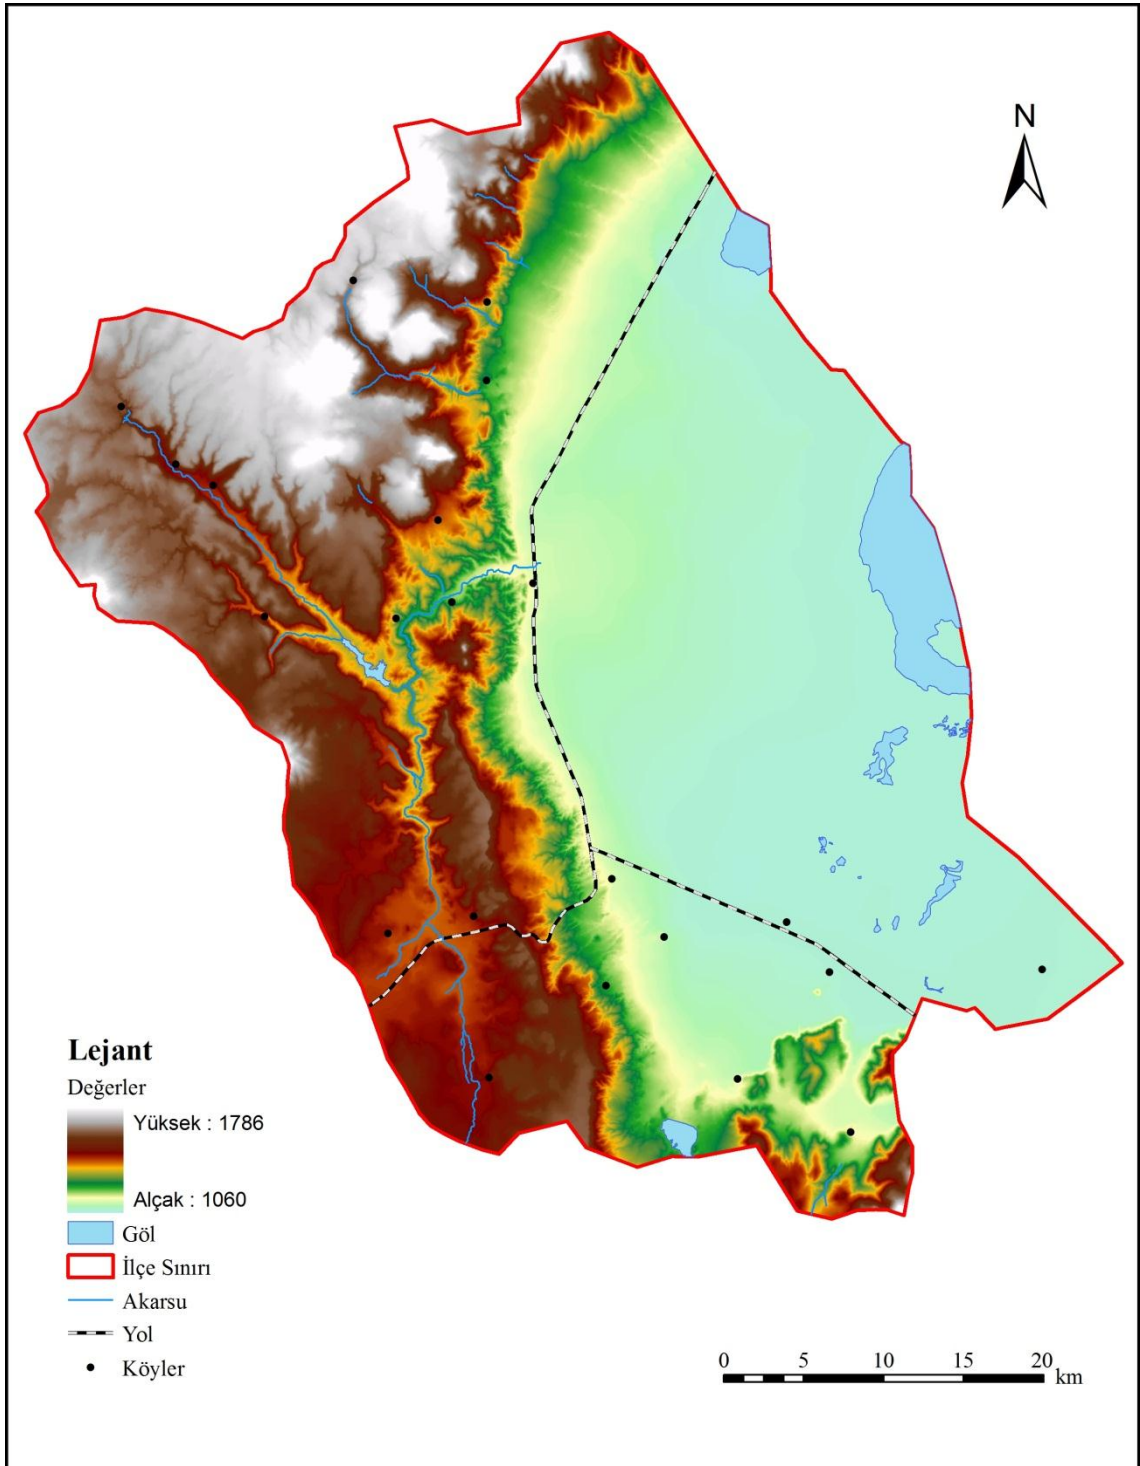 N
Lejant
Değerler
Yüksek : 1786
Alçak : 1060
Göl
İlçe Sınırı
Akarsu
Yol
Köyler
0 5 10 15 20
km